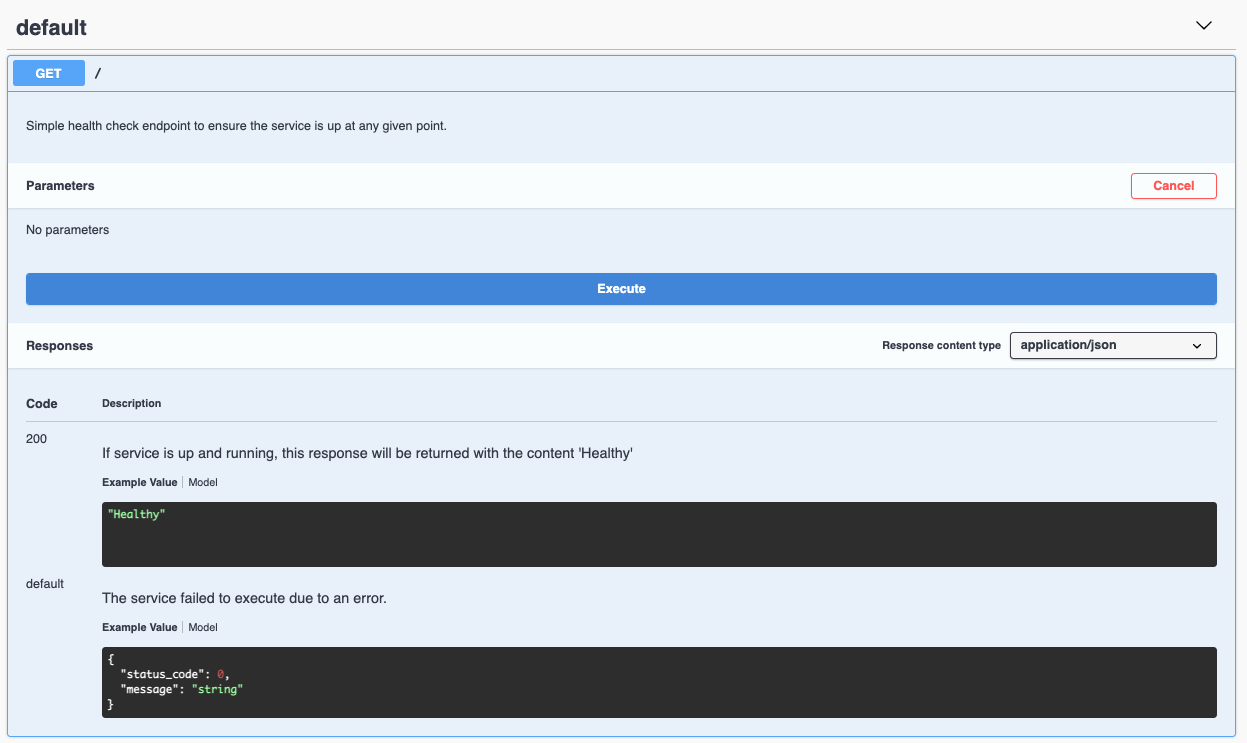 default
GET /
Simple health check endpoint to ensure the service is up at any given point.
Parameters Cancel
No parameters
Execute
Responses Response content type application/json
Code Description
200
If service is up and running, this response will be returned with the content 'Healthy'
Example Value Model
"Healthy"
default
The service failed to execute due to an error.
Example Value Model
{
"status_code": 0,
"message": "string"
}